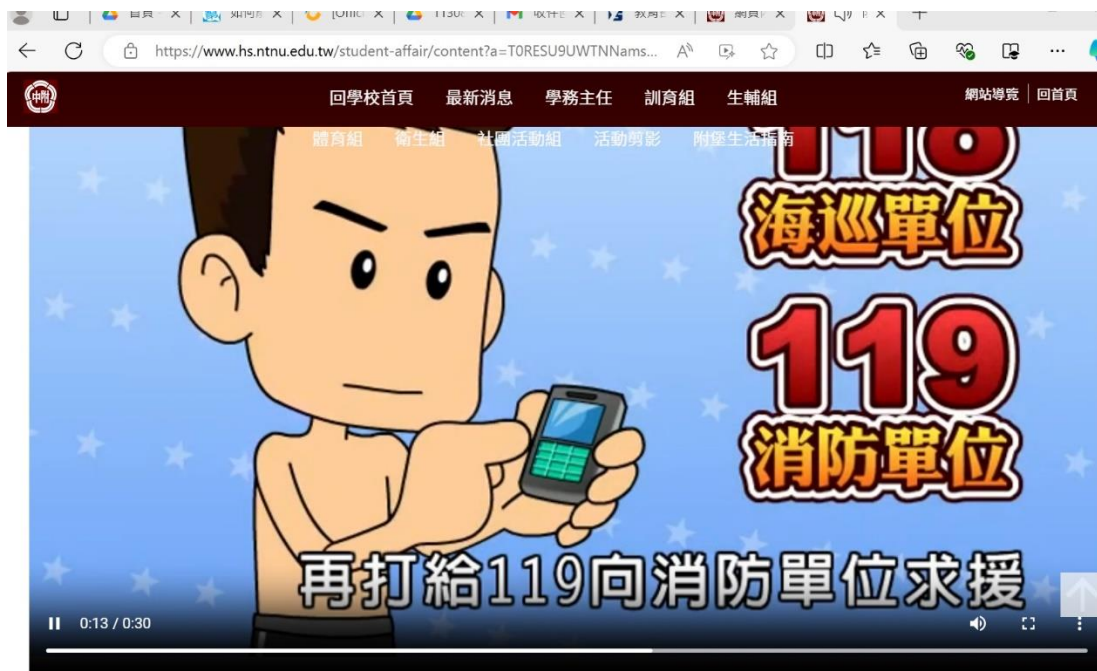 https://www.hs.ntnu.edu.tw/student-affair/content?a=T0RESU9UWTNNams...
中附
回學校首頁 最新消息 學務主任 訓育組 生輔組
網站導覽 | 回首頁
體育組 衛生組 社團活動組 活動剪影 附堡生活指南
118
海巡單位
119
消防單位
再打給119向消防單位求援
0:13 / 0:30